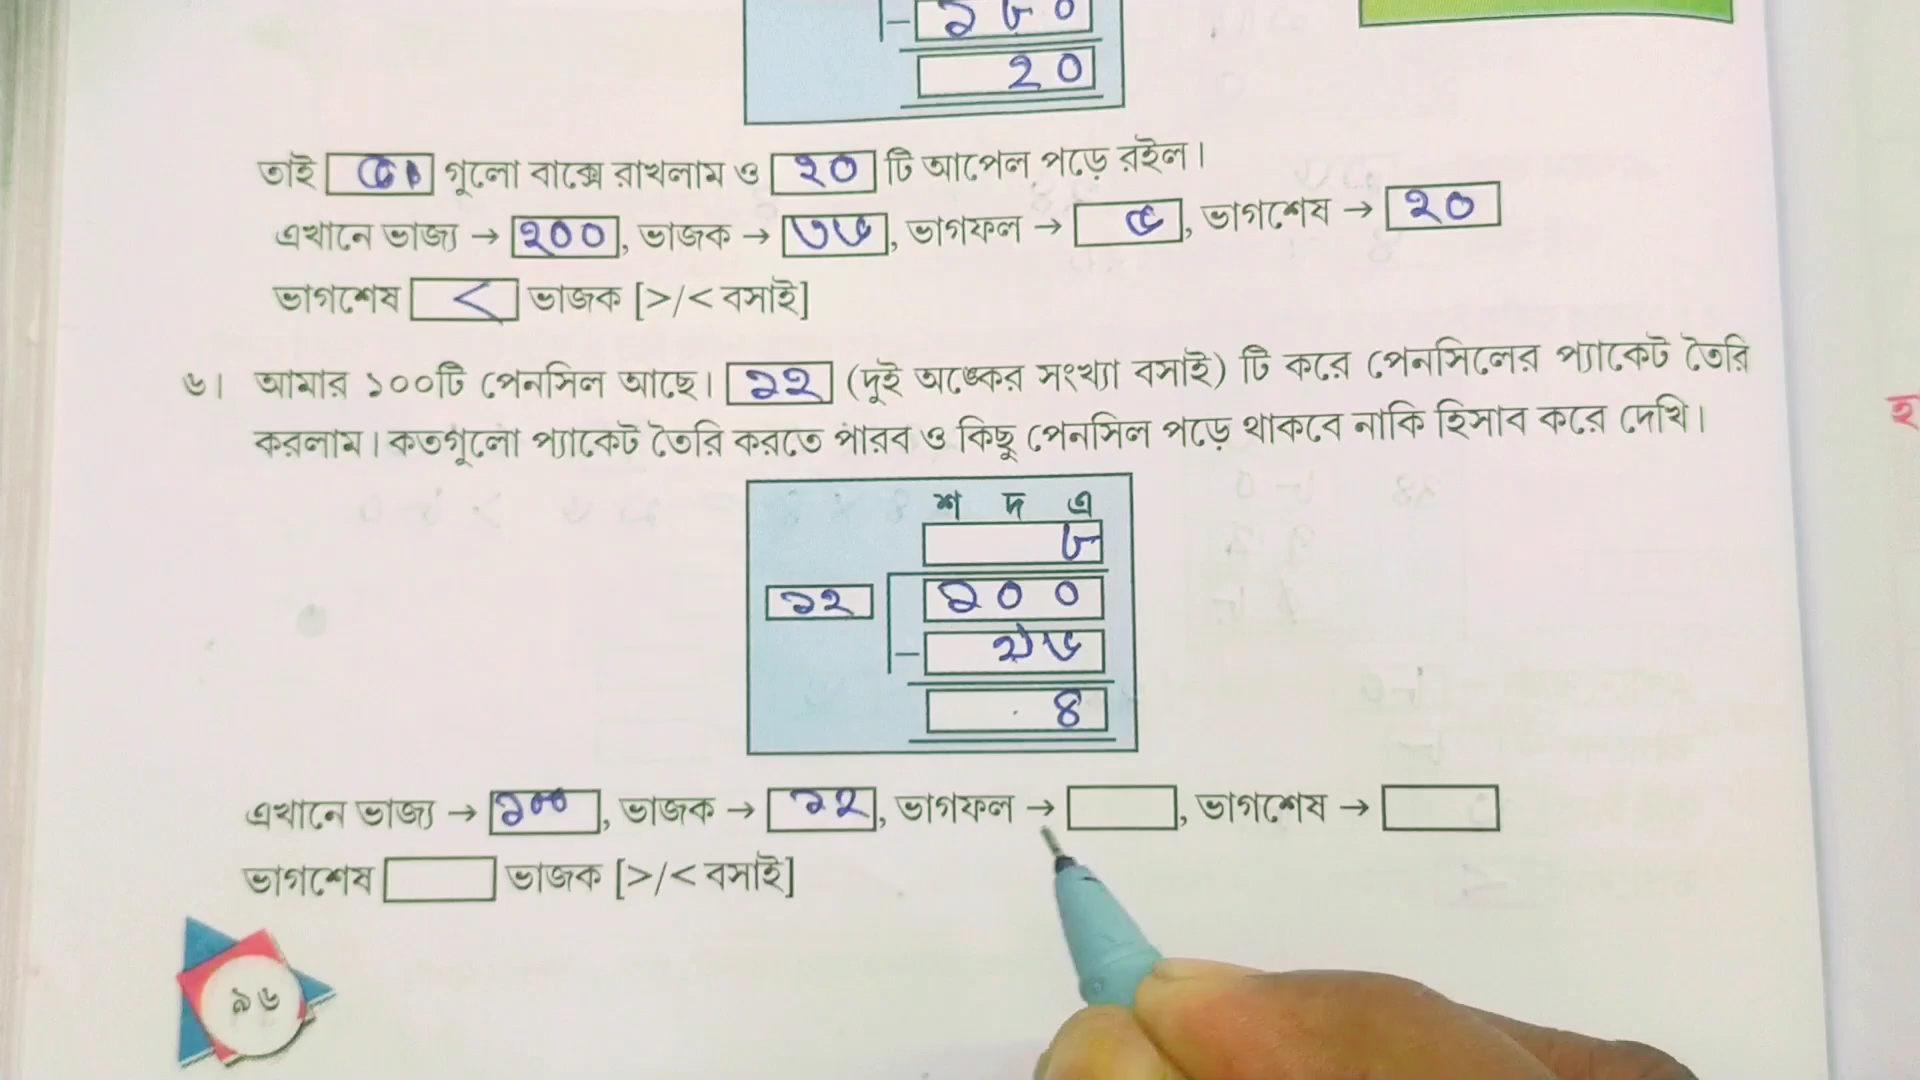 - ১৮০
২০
তাই ৫ গুলো বাক্সে রাখলাম ও ২০ টি আপেল পড়ে রইল।
এখানে ভাজ্য → ২০০, ভাজক → ৩৬, ভাগফল → ৫, ভাগশেষ → ২০
ভাগশেষ < ভাজক [>/< বসাই]
৬। আমার ১০০টি পেনসিল আছে। ১২ (দুই অঙ্কের সংখ্যা বসাই) টি করে পেনসিলের প্যাকেট তৈরি
করলাম। কতগুলো প্যাকেট তৈরি করতে পারব ও কিছু পেনসিল পড়ে থাকবে নাকি হিসাব করে দেখি।
শ দ এ
৮
১২ ১০০
- ৯৬
৪
এখানে ভাজ্য → ১০০, ভাজক → ১২, ভাগফল → , ভাগশেষ →
ভাগশেষ ভাজক [>/< বসাই]
৯৬